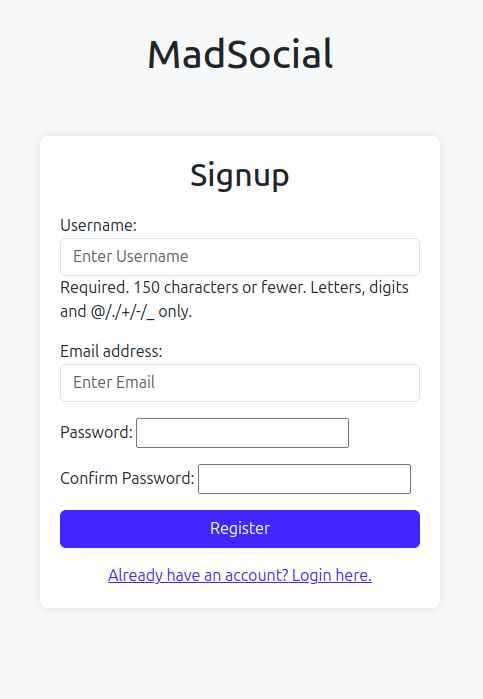 MadSocial
Signup
Username:
Enter Username
Required. 150 characters or fewer. Letters, digits
and @/./+/-/_ only.
Email address:
Enter Email
Password:
Confirm Password:
Register
Already have an account? Login here.